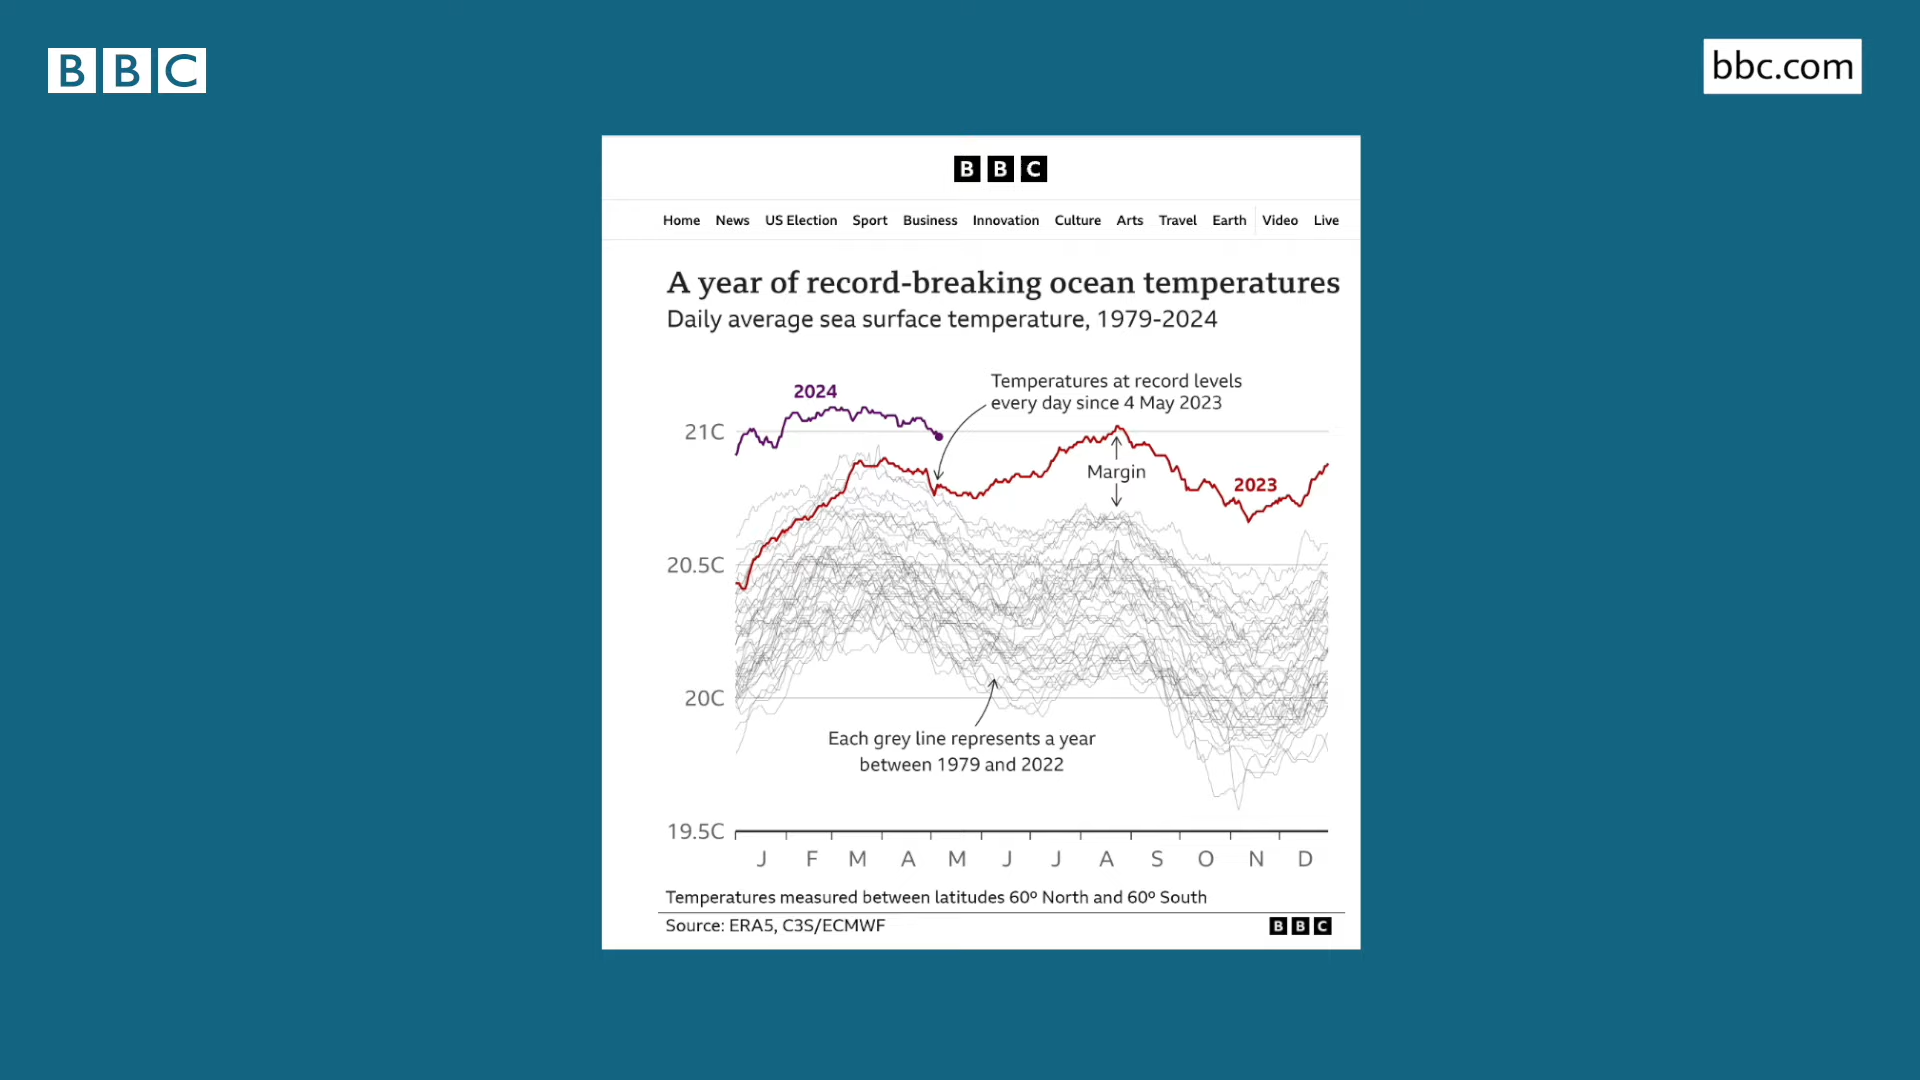 BBC
bbc.com
BBC
Home News US Election Sport Business Innovation Culture Arts Travel Earth Video Live
A year of record-breaking ocean temperatures
Daily average sea surface temperature, 1979-2024
Temperatures at record levels
every day since 4 May 2023
2024
21C
Margin
2023
20.5C
20C
Each grey line represents a year
between 1979 and 2022
19.5C
J F M A M J J A S O N D
Temperatures measured between latitudes 60º North and 60º South
Source: ERA5, C3S/ECMWF
BBC